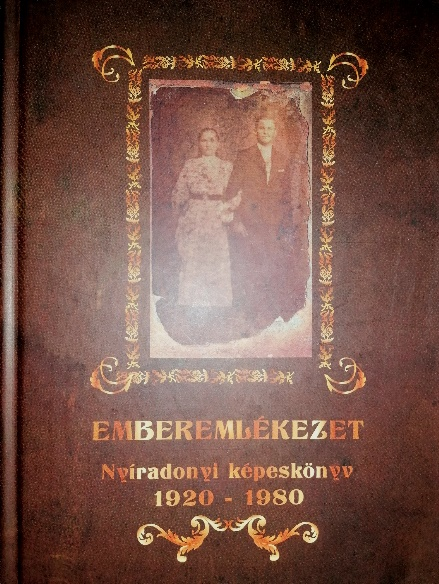 EMBEREMLÉKEZET
Nyíradonyi képeskönyv
1920 - 1980